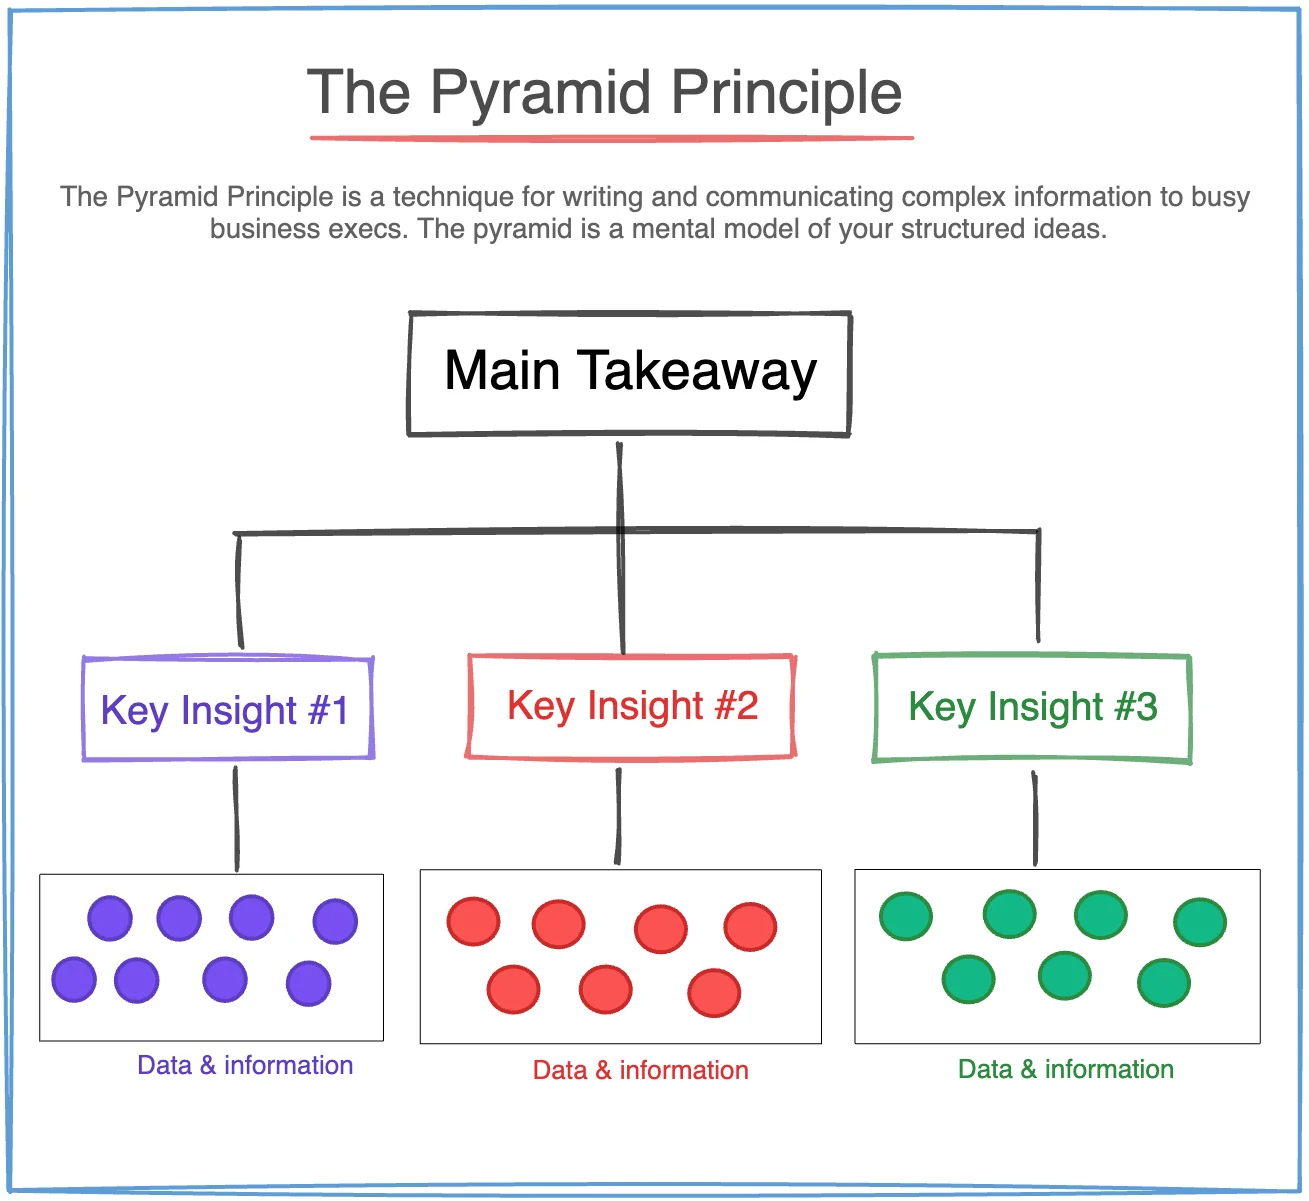 The Pyramid Principle
The Pyramid Principle is a technique for writing and communicating complex information to busy
business execs. The pyramid is a mental model of your structured ideas.
Main Takeaway
Key Insight #1
Key Insight #2
Key Insight #3
Data & information
Data & information
Data & information